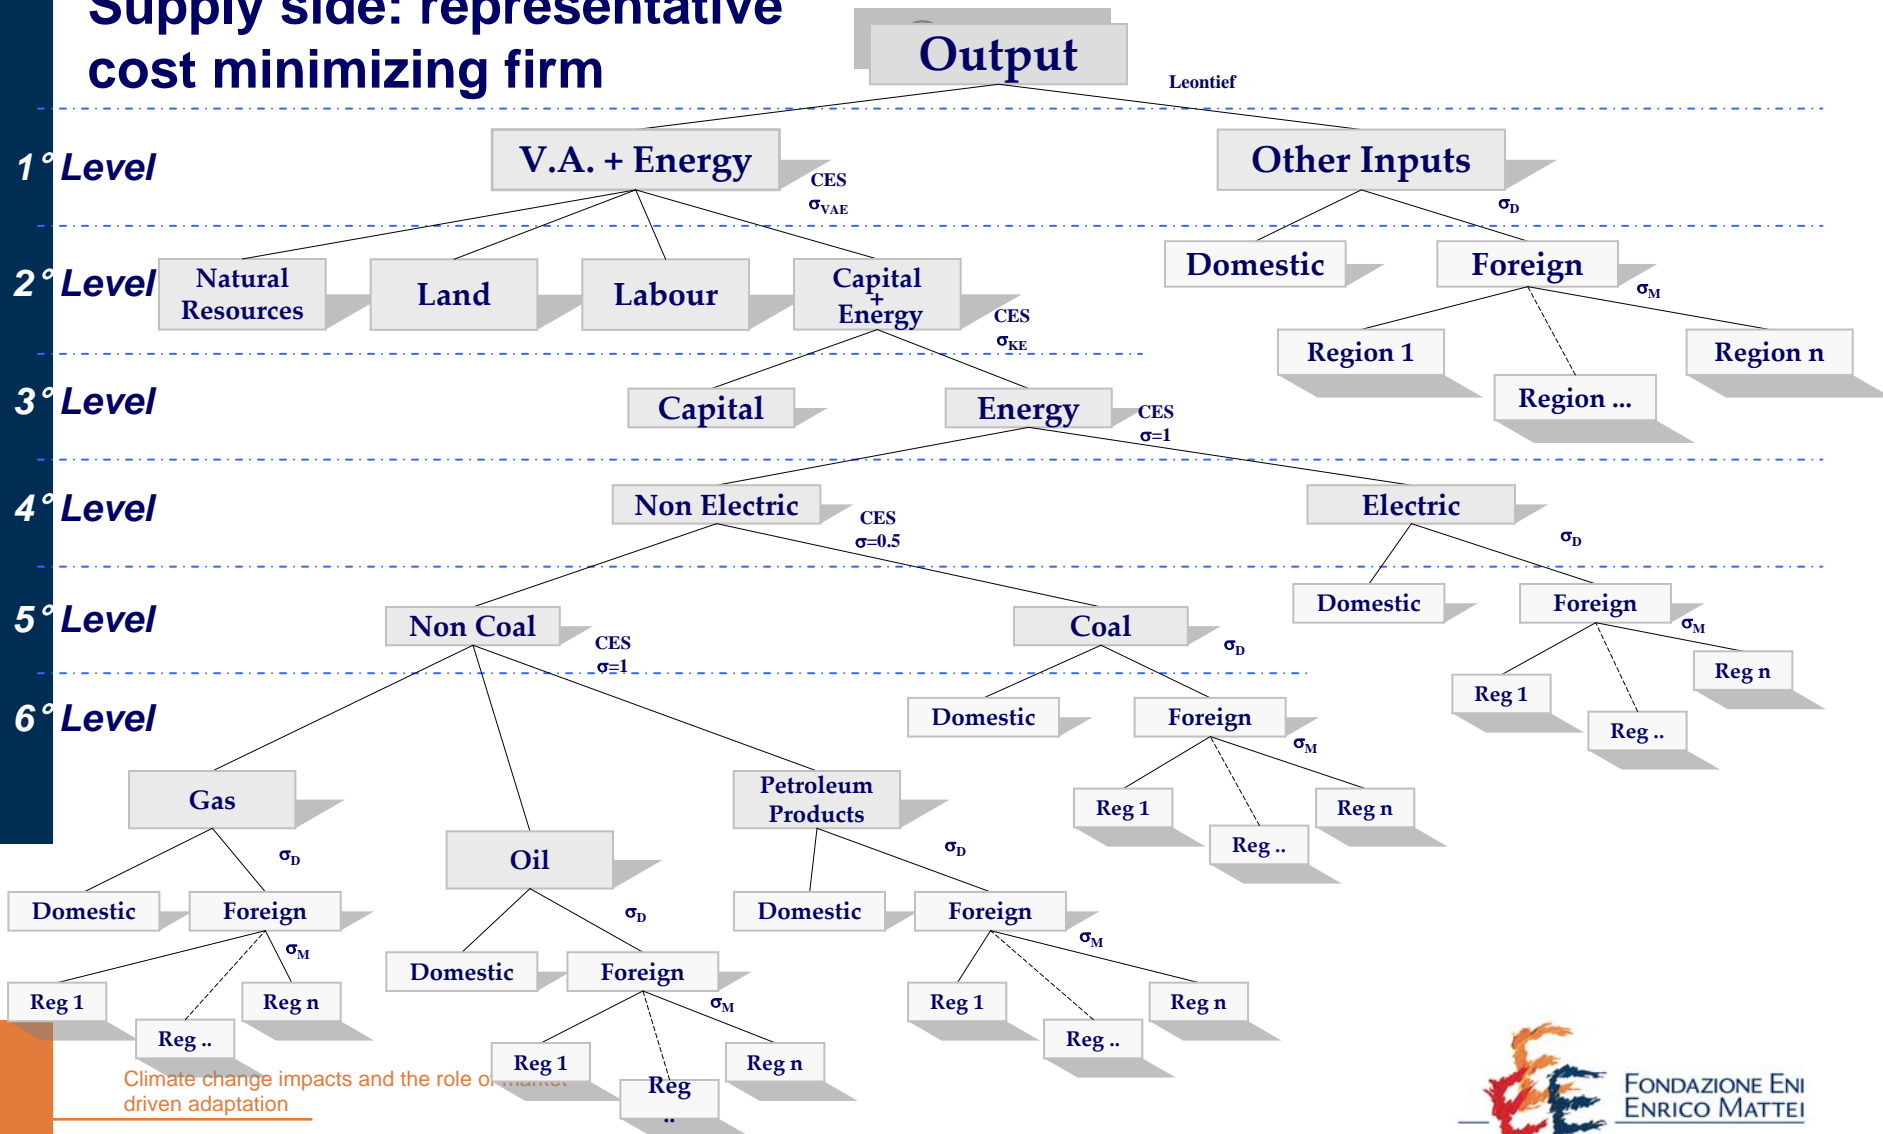 Supply side: representative
cost minimizing firm
Output
Leontief
1° Level
V.A. + Energy
CES
σVAE
Other Inputs
σD
2° Level
Natural
Resources
Land
Labour
Capital
+
Energy
CES
σKE
Domestic
Foreign
σM
Region 1
Region ...
Region n
3° Level
Capital
Energy
CES
σ=1
4° Level
Non Electric
CES
σ=0.5
Electric
σD
Domestic
Foreign
σM
Reg 1
Reg ..
Reg n
5° Level
Non Coal
CES
σ=1
Coal
σD
Domestic
Foreign
σM
Reg 1
Reg ..
Reg n
6° Level
Gas
σD
Domestic
Foreign
σM
Reg 1
Reg ..
Reg n
Oil
σD
Domestic
Foreign
σM
Reg 1
Reg
..
Reg n
Petroleum
Products
σD
Domestic
Foreign
σM
Reg 1
Reg ..
Reg n
Climate change impacts and the role of market
driven adaptation
FONDAZIONE ENI
ENRICO MATTEI